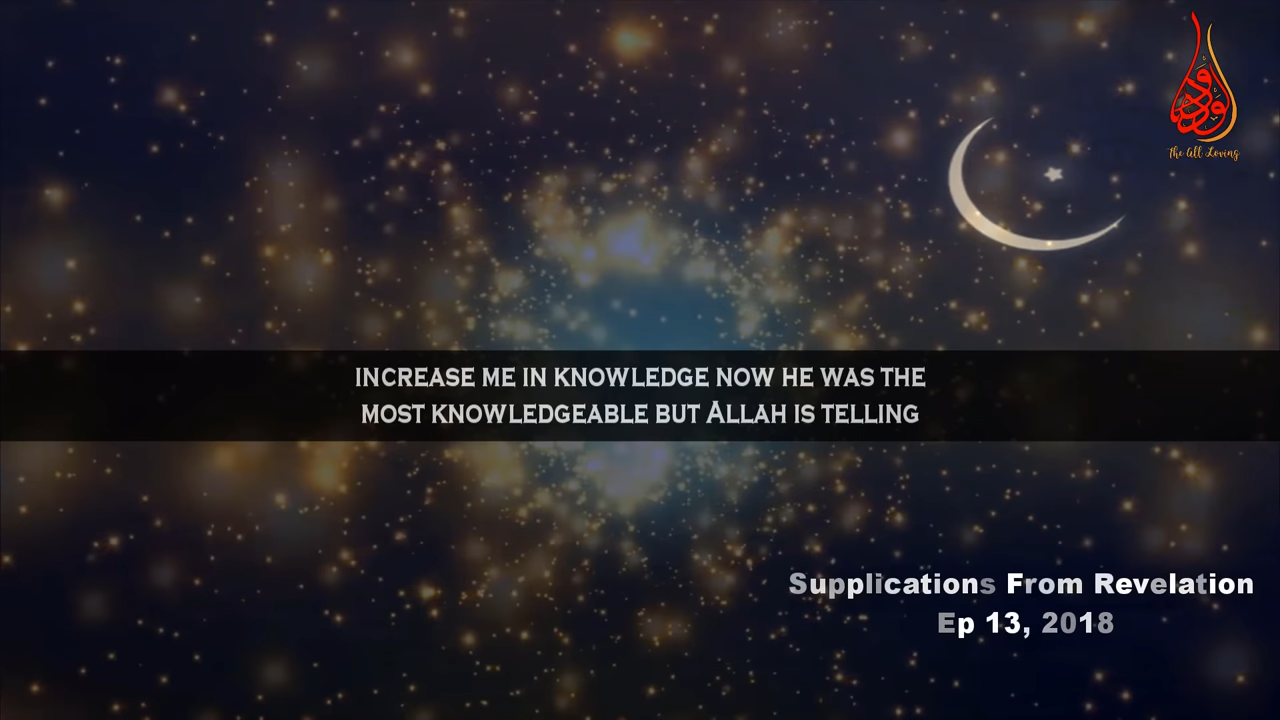 الودود
The All Loving
INCREASE ME IN KNOWLEDGE NOW HE WAS THE
MOST KNOWLEDGEABLE BUT ALLAH IS TELLING
Supplications From Revelation
Ep 13, 2018